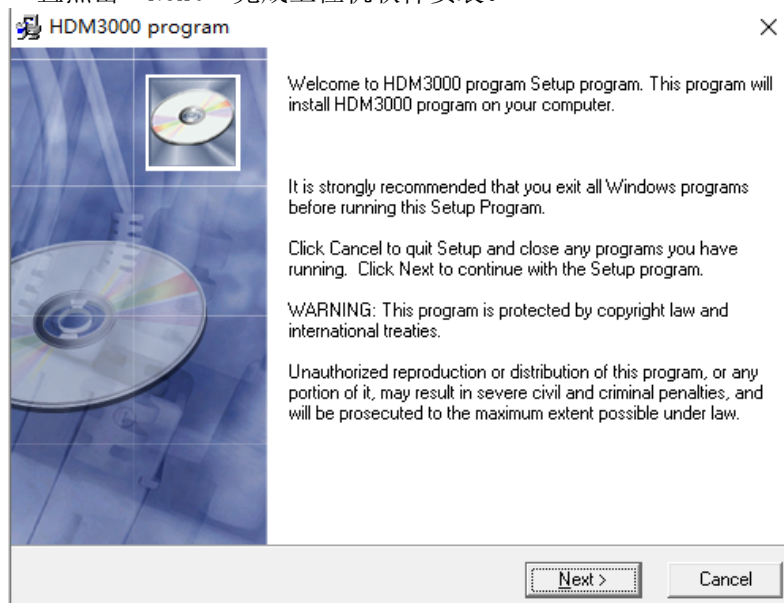 HDM3000 program
Welcome to HDM3000 program Setup program. This program will
install HDM3000 program on your computer.
It is strongly recommended that you exit all Windows programs
before running this Setup Program.
Click Cancel to quit Setup and close any programs you have
running. Click Next to continue with the Setup program.
WARNING: This program is protected by copyright law and
international treaties.
Unauthorized reproduction or distribution of this program, or any
portion of it, may result in severe civil and criminal penalties, and
will be prosecuted to the maximum extent possible under law.
Next >
Cancel